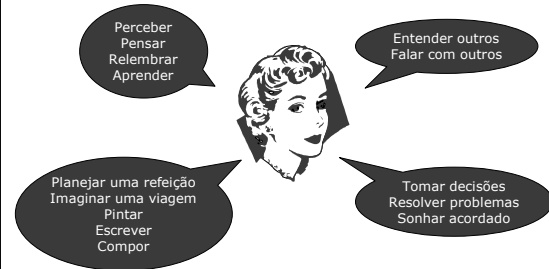 Perceber
Pensar
Relembrar
Aprender
Entender outros
Falar com outros
Planejar uma refeição
Imaginar uma viagem
Pintar
Escrever
Compor
Tomar decisões
Resolver problemas
Sonhar acordado